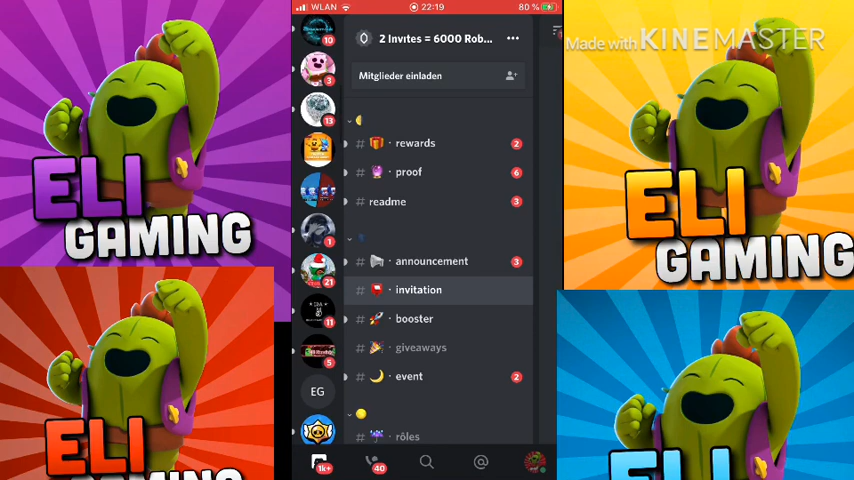 WLAN 22:19 80 %
Made with KINEMASTER
2 Invites = 6000 Rob...
Mitglieder einladen
# rewards 2
# proof 6
# readme 3
# announcement 3
# invitation
# booster
# giveaways
# event 2
# rôles
10
3
13
1
21
11
5
EG
1k+
40
@
ELI
GAMING
ELI
GAMING
ELI
GAMING
ELI